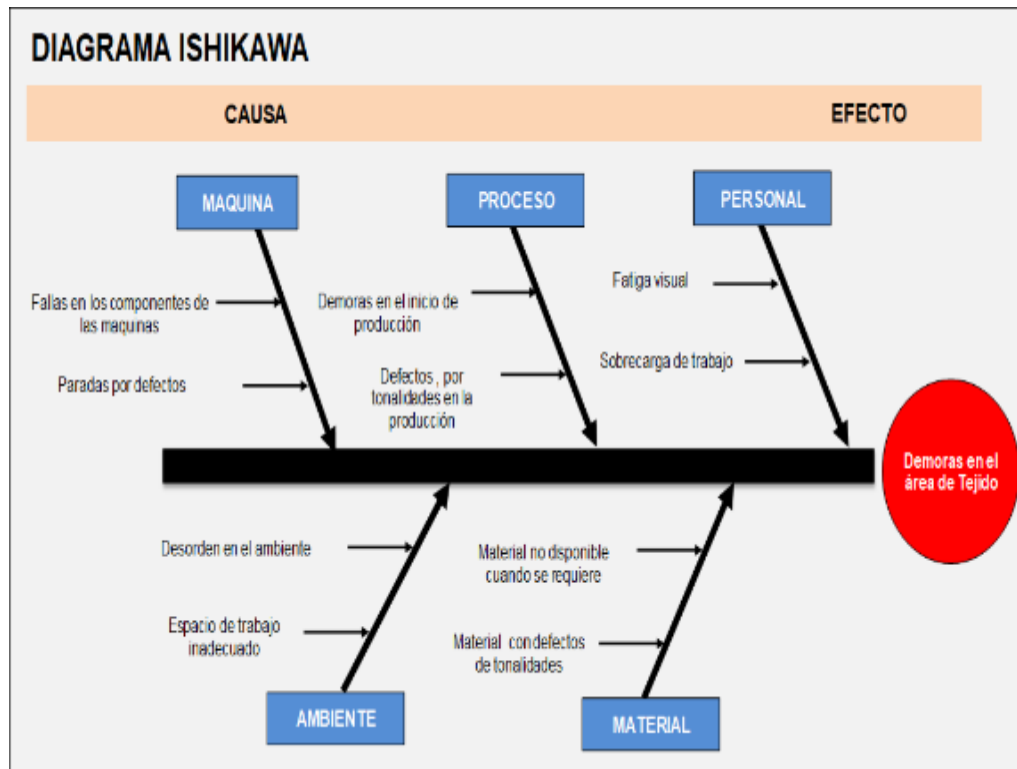 DIAGRAMA ISHIKAWA
CAUSA
EFECTO
MAQUINA
PROCESO
PERSONAL
Fallas en los componentes de
las maquinas
Paradas por defectos
Demoras en el inicio de
producción
Defectos , por
tonalidades en la
producción
Fatiga visual
Sobrecarga de trabajo
Demoras en el
área de Tejido
Desorden en el ambiente
Espacio de trabajo
inadecuado
Material no disponible
cuando se requiere
Material con defectos
de tonalidades
AMBIENTE
MATERIAL